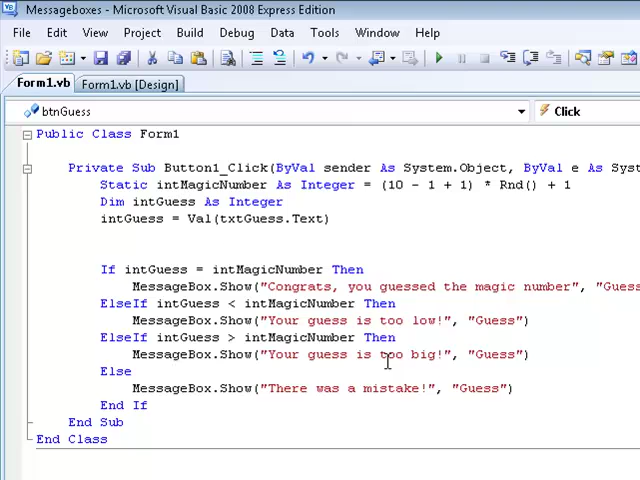 Messageboxes - Microsoft Visual Basic 2008 Express Edition
File Edit View Project Build Debug Data Tools Window Help
Form1.vb Form1.vb [Design]
btnGuess Click
Public Class Form1
Private Sub Button1_Click(ByVal sender As System.Object, ByVal e As Syst
Static intMagicNumber As Integer = (10 - 1 + 1) * Rnd() + 1
Dim intGuess As Integer
intGuess = Val(txtGuess.Text)
If intGuess = intMagicNumber Then
MessageBox.Show("Congrats, you guessed the magic number", "Guess
ElseIf intGuess < intMagicNumber Then
MessageBox.Show("Your guess is too low!", "Guess")
ElseIf intGuess > intMagicNumber Then
MessageBox.Show("Your guess is too big!", "Guess")
Else
MessageBox.Show("There was a mistake!", "Guess")
End If
End Sub
End Class